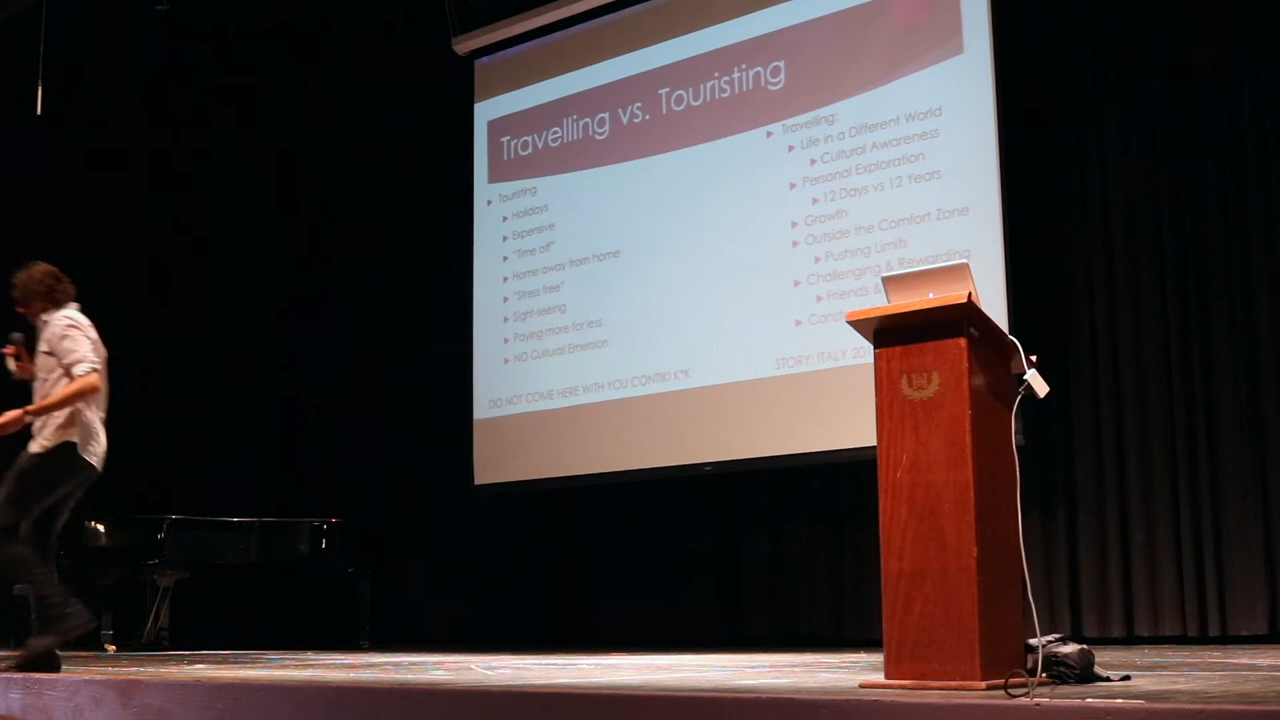 Travelling vs. Touristing
Touristing
Holidays
Expensive
"Time off"
Home away from home
"Stress free"
Sight-seeing
Paying more for less
NO Cultural Emersion
DO NOT COME HERE WITH YOU CONTIKI K*K
Travelling:
Life in a Different World
Cultural Awareness
Personal Exploration
12 Days vs 12 Years
Growth
Outside the Comfort Zone
Pushing Limits
Challenging & Rewarding
Friends &
STORY: ITALY